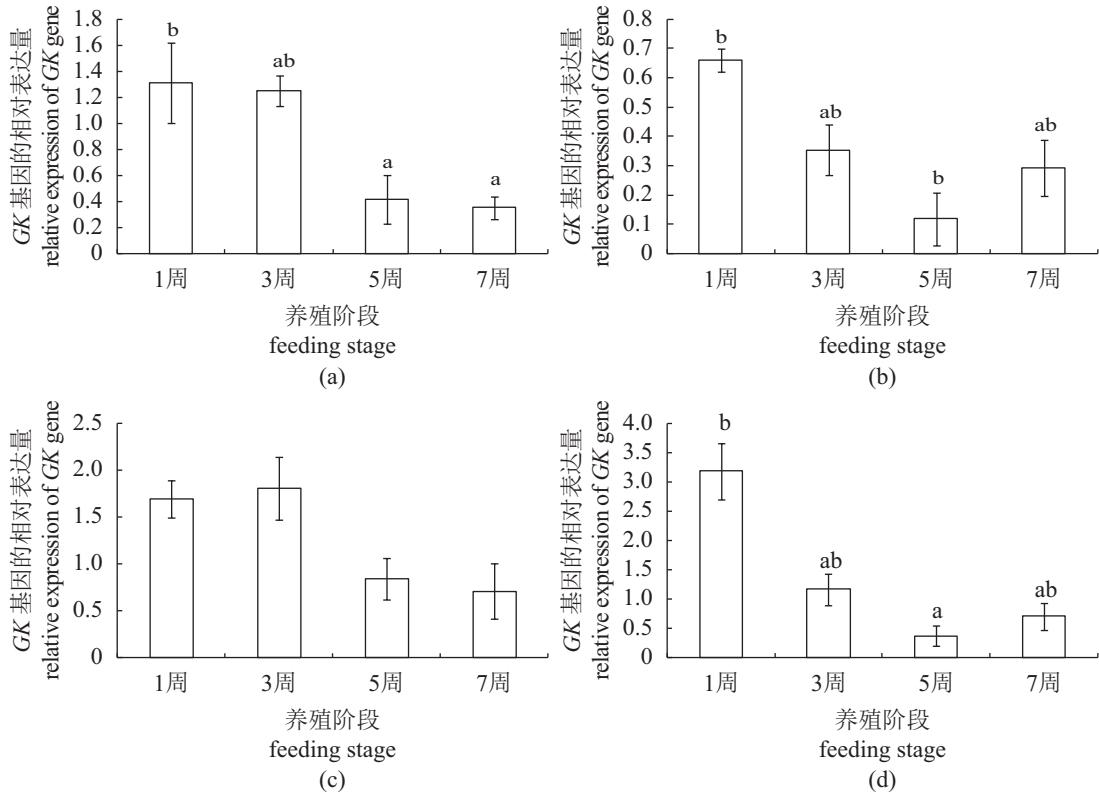 GK 基因的相对表达量
relative expression of GK gene
1.8
1.6
1.4
1.2
1.0
0.8
0.6
0.4
0.2
0
b
ab
a
a
1周
3周
5周
7周
养殖阶段
feeding stage
(a)
GK 基因的相对表达量
relative expression of GK gene
0.8
0.7
0.6
0.5
0.4
0.3
0.2
0.1
0
b
ab
b
ab
1周
3周
5周
7周
养殖阶段
feeding stage
(b)
GK 基因的相对表达量
relative expression of GK gene
2.5
2.0
1.5
1.0
0.5
0
1周
3周
5周
7周
养殖阶段
feeding stage
(c)
GK 基因的相对表达量
relative expression of GK gene
4.0
3.5
3.0
2.5
2.0
1.5
1.0
0.5
0
b
ab
a
ab
1周
3周
5周
7周
养殖阶段
feeding stage
(d)